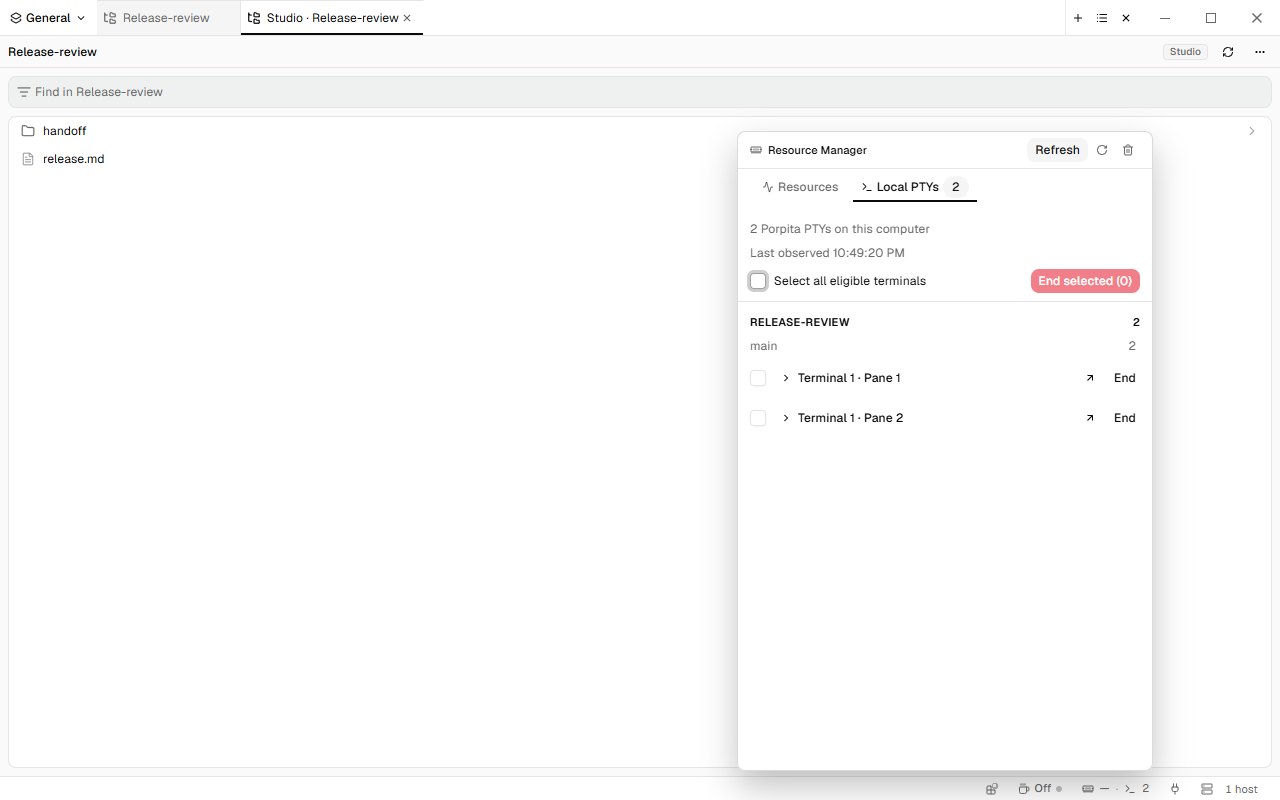 General
Release-review
Studio · Release-review
Release-review
Studio
Find in Release-review
handoff
release.md
Resource Manager
Refresh
Resources
Local PTYs 2
2 Porpita PTYs on this computer
Last observed 10:49:20 PM
Select all eligible terminals
End selected (0)
RELEASE-REVIEW 2
main 2
Terminal 1 · Pane 1 End
Terminal 1 · Pane 2 End
Off — · 2 1 host